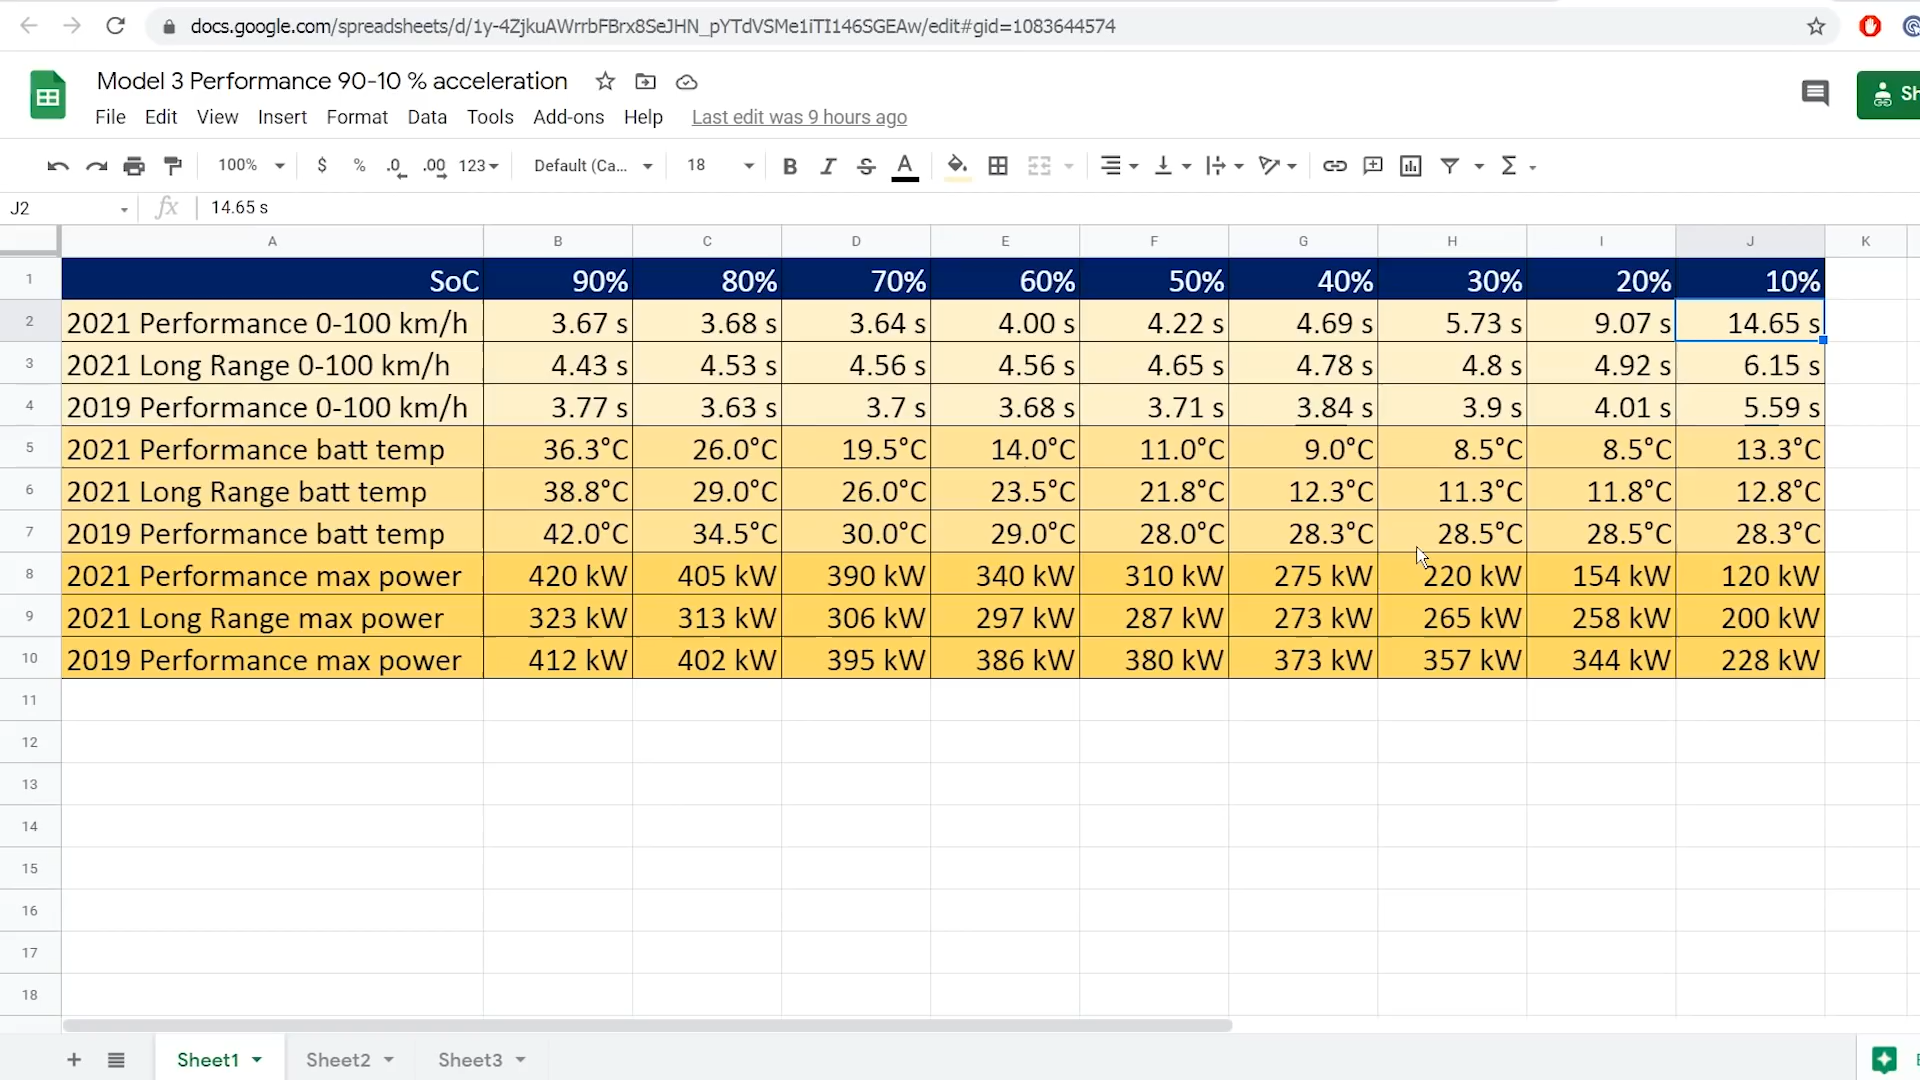 docs.google.com/spreadsheets/d/1y-4ZjkuAWrrbFBrx8SeJHN_pYTdVSMe1iTI146SGEAw/edit#gid=1083644574
Model 3 Performance 90-10 % acceleration
File Edit View Insert Format Data Tools Add-ons Help Last edit was 9 hours ago
100% $ % .0 .00 123 Default (Ca... 18 B I S A Σ
J2 fx 14.65 s
A B C D E F G H I J K
1 SoC 90% 80% 70% 60% 50% 40% 30% 20% 10%
2 2021 Performance 0-100 km/h 3.67 s 3.68 s 3.64 s 4.00 s 4.22 s 4.69 s 5.73 s 9.07 s 14.65 s
3 2021 Long Range 0-100 km/h 4.43 s 4.53 s 4.56 s 4.56 s 4.65 s 4.78 s 4.8 s 4.92 s 6.15 s
4 2019 Performance 0-100 km/h 3.77 s 3.63 s 3.7 s 3.68 s 3.71 s 3.84 s 3.9 s 4.01 s 5.59 s
5 2021 Performance batt temp 36.3°C 26.0°C 19.5°C 14.0°C 11.0°C 9.0°C 8.5°C 8.5°C 13.3°C
6 2021 Long Range batt temp 38.8°C 29.0°C 26.0°C 23.5°C 21.8°C 12.3°C 11.3°C 11.8°C 12.8°C
7 2019 Performance batt temp 42.0°C 34.5°C 30.0°C 29.0°C 28.0°C 28.3°C 28.5°C 28.5°C 28.3°C
8 2021 Performance max power 420 kW 405 kW 390 kW 340 kW 310 kW 275 kW 220 kW 154 kW 120 kW
9 2021 Long Range max power 323 kW 313 kW 306 kW 297 kW 287 kW 273 kW 265 kW 258 kW 200 kW
10 2019 Performance max power 412 kW 402 kW 395 kW 386 kW 380 kW 373 kW 357 kW 344 kW 228 kW
11
12
13
14
15
16
17
18
Sheet1 Sheet2 Sheet3